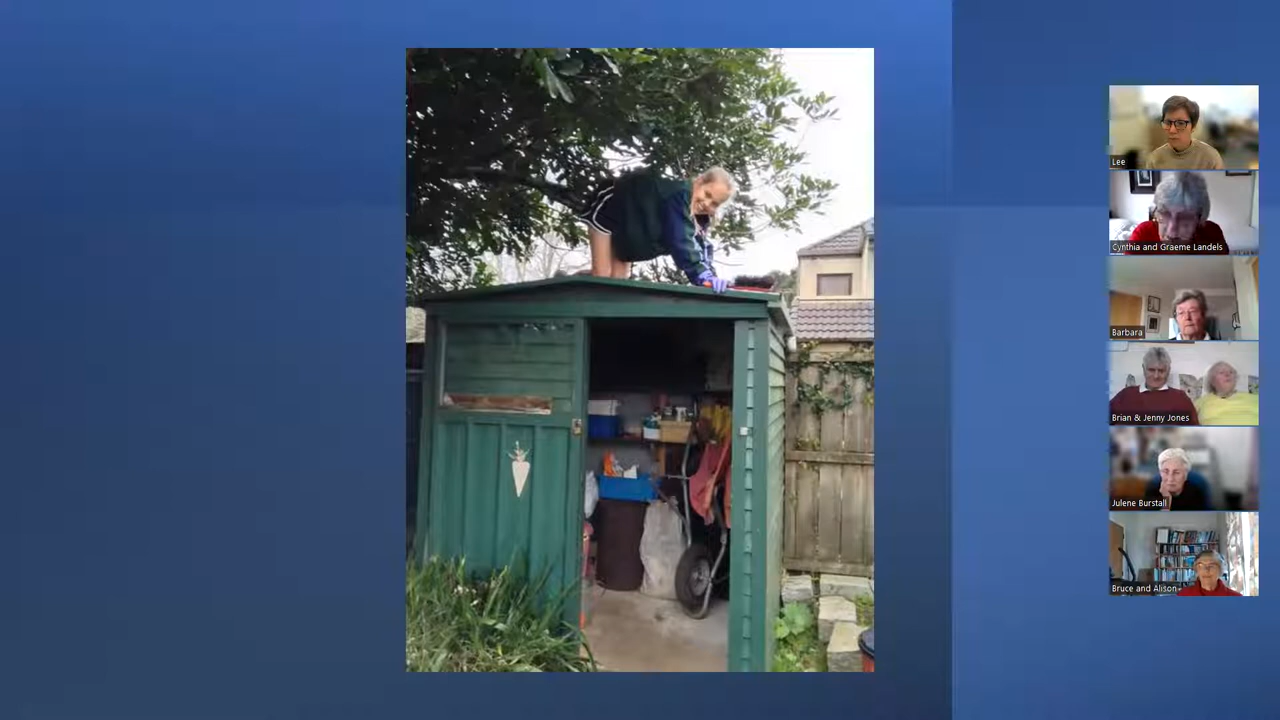 Lee
Cynthia and Graeme Landels
Barbara
Brian & Jenny Jones
Julene Burstall
Bruce and Alison